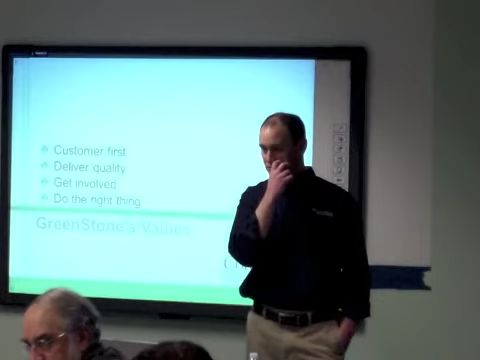 Customer first
Deliver quality
Get involved
Do the right thing
GreenStone's Values